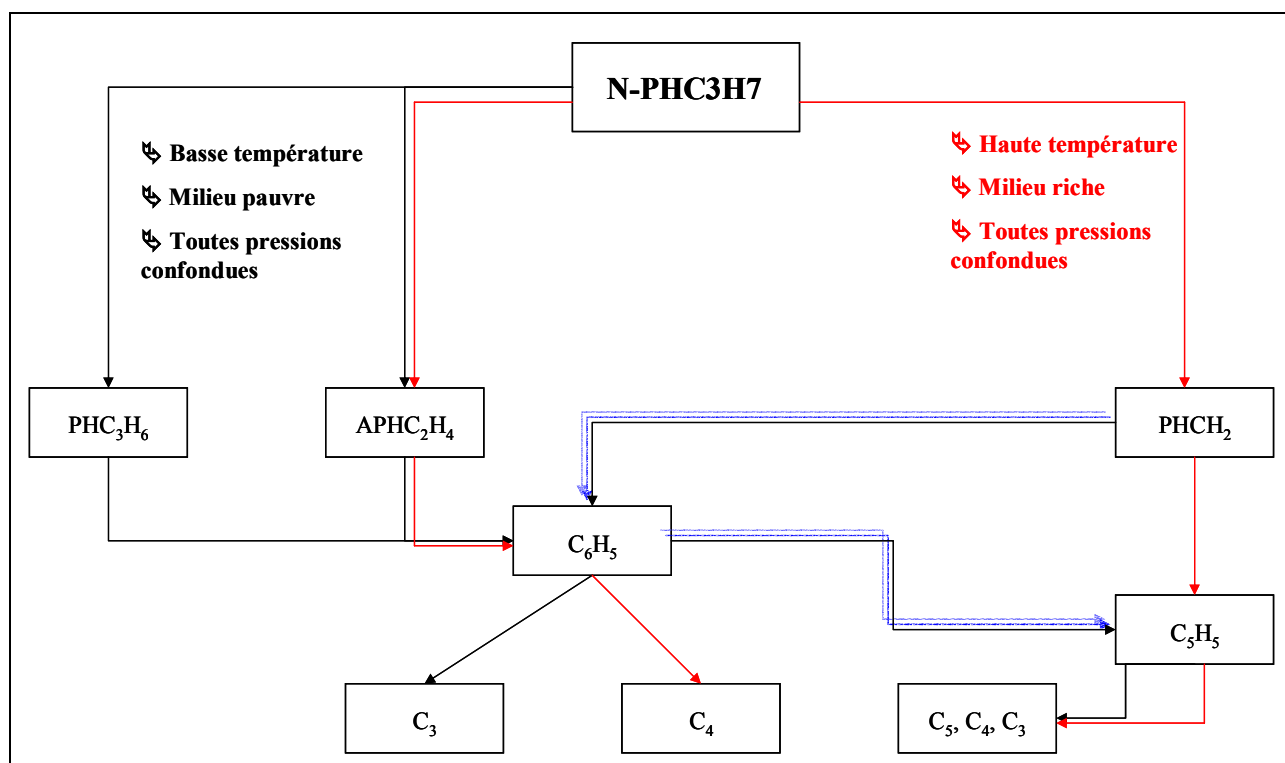 N-PHC3H7
Basse température
Milieu pauvre
Toutes pressions
confondues
Haute température
Milieu riche
Toutes pressions
confondues
PHC₃H₆
APHC₂H₄
PHCH₂
C₆H₅
C₅H₅
C₃
C₄
C₅, C₄, C₃